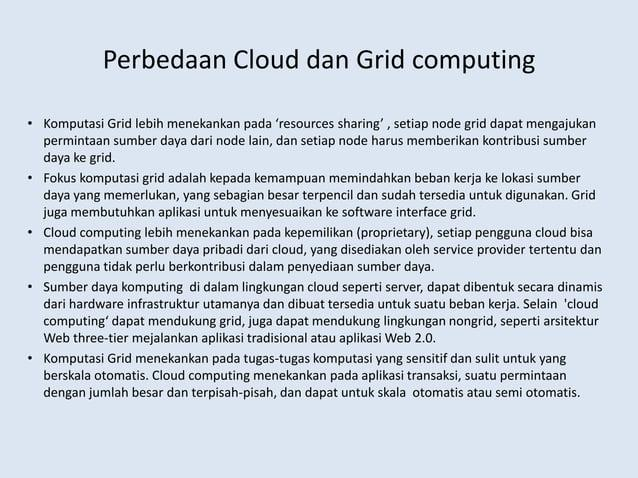 Perbedaan Cloud dan Grid computing
• Komputasi Grid lebih menekankan pada ‘resources sharing’ , setiap node grid dapat mengajukan
permintaan sumber daya dari node lain, dan setiap node harus memberikan kontribusi sumber
daya ke grid.
• Fokus komputasi grid adalah kepada kemampuan memindahkan beban kerja ke lokasi sumber
daya yang memerlukan, yang sebagian besar terpencil dan sudah tersedia untuk digunakan. Grid
juga membutuhkan aplikasi untuk menyesuaikan ke software interface grid.
• Cloud computing lebih menekankan pada kepemilikan (proprietary), setiap pengguna cloud bisa
mendapatkan sumber daya pribadi dari cloud, yang disediakan oleh service provider tertentu dan
pengguna tidak perlu berkontribusi dalam penyediaan sumber daya.
• Sumber daya komputing  di dalam lingkungan cloud seperti server, dapat dibentuk secara dinamis
dari hardware infrastruktur utamanya dan dibuat tersedia untuk suatu beban kerja. Selain  'cloud
computing‘ dapat mendukung grid, juga dapat mendukung lingkungan nongrid, seperti arsitektur
Web three-tier mejalankan aplikasi tradisional atau aplikasi Web 2.0.
• Komputasi Grid menekankan pada tugas-tugas komputasi yang sensitif dan sulit untuk yang
berskala otomatis. Cloud computing menekankan pada aplikasi transaksi, suatu permintaan
dengan jumlah besar dan terpisah-pisah, dan dapat untuk skala  otomatis atau semi otomatis.